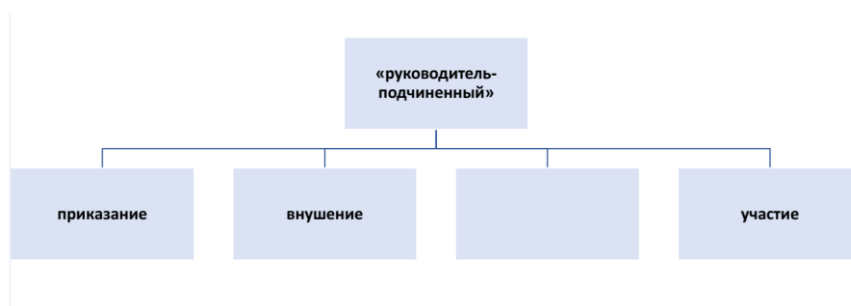 «руководитель-
подчиненный»
приказание
внушение
участие